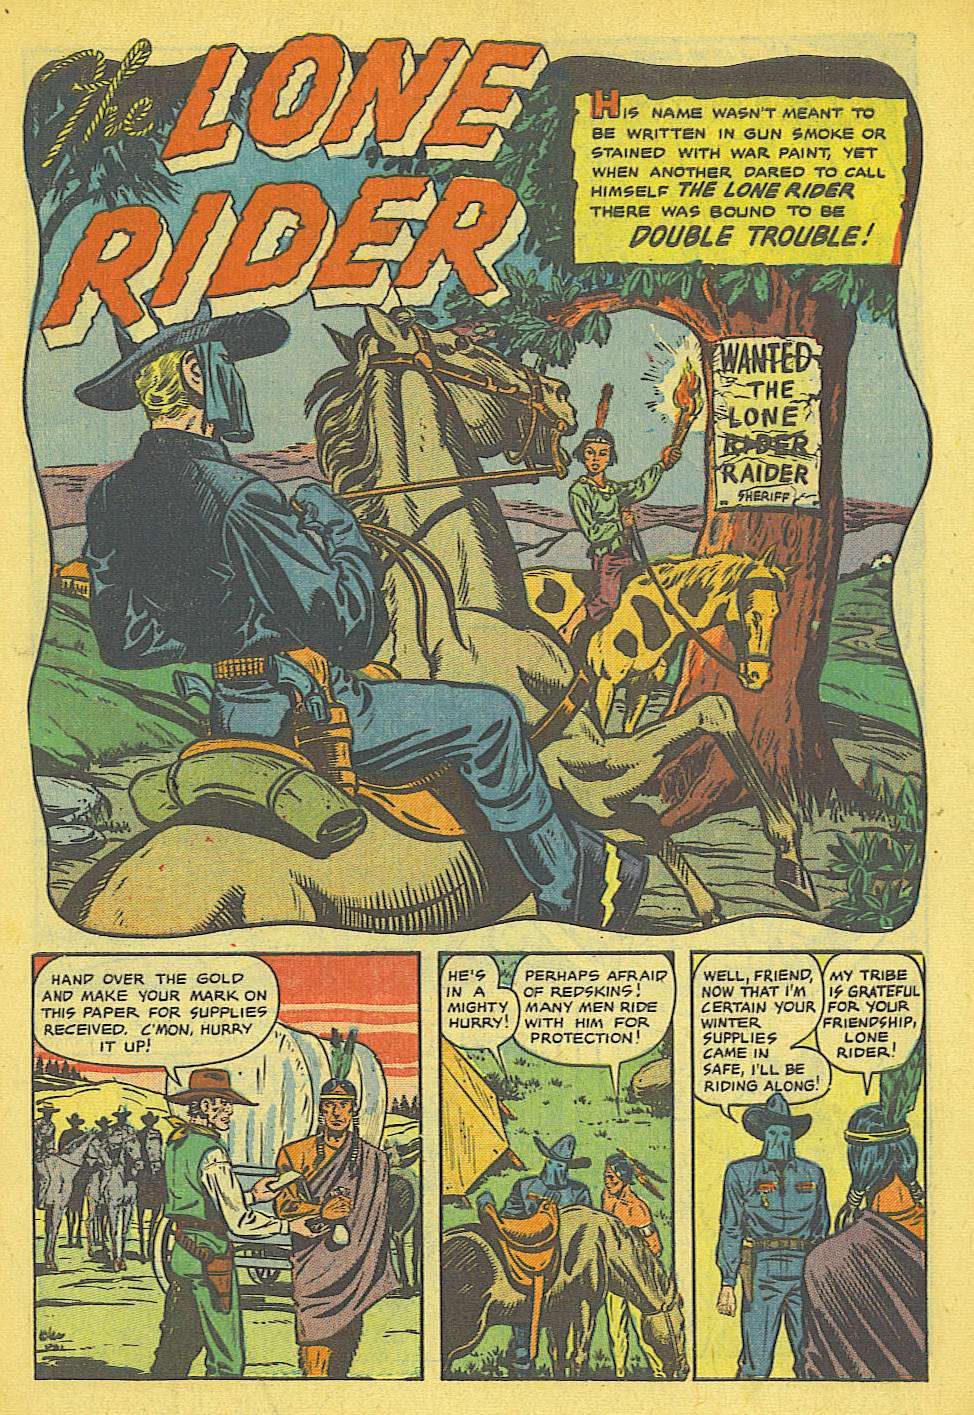 The LONE
RIDER
HIS NAME WASN'T MEANT TO
BE WRITTEN IN GUN SMOKE OR
STAINED WITH WAR PAINT, YET
WHEN ANOTHER DARED TO CALL
HIMSELF THE LONE RIDER
THERE WAS BOUND TO BE
DOUBLE TROUBLE!
WANTED
THE
LONE
RIDER
RAIDER
SHERIFF
HAND OVER THE GOLD
AND MAKE YOUR MARK ON
THIS PAPER FOR SUPPLIES
RECEIVED. C'MON, HURRY
IT UP!
HE'S
IN A
MIGHTY
HURRY!
PERHAPS AFRAID
OF REDSKINS!
MANY MEN RIDE
WITH HIM FOR
PROTECTION!
WELL, FRIEND,
NOW THAT I'M
CERTAIN YOUR
WINTER
SUPPLIES
CAME IN
SAFE, I'LL BE
RIDING ALONG!
MY TRIBE
IS GRATEFUL
FOR YOUR
FRIENDSHIP,
LONE
RIDER!